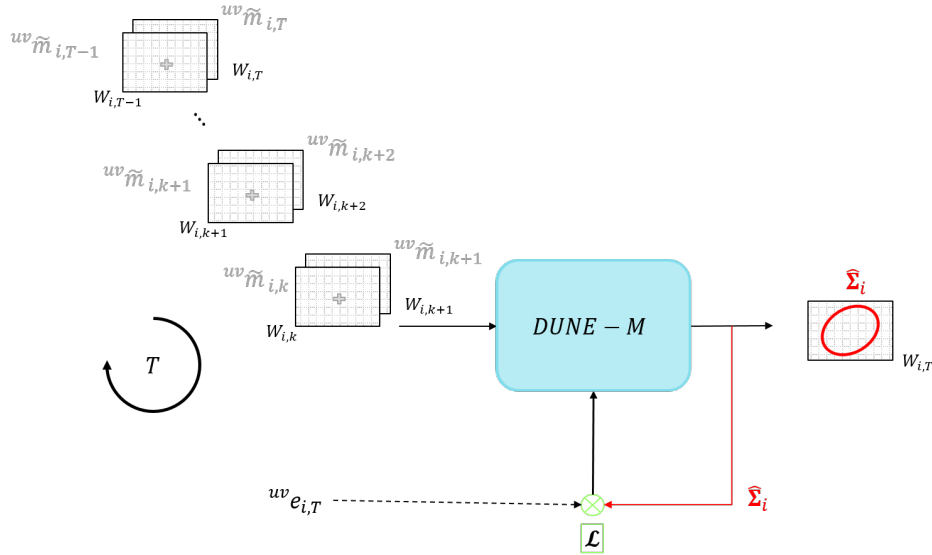 ᵘᵛm̃ᵢ,T
ᵘᵛm̃ᵢ,T−1
Wᵢ,T
Wᵢ,T−1
⋱
ᵘᵛm̃ᵢ,k+2
ᵘᵛm̃ᵢ,k+1
Wᵢ,k+2
Wᵢ,k+1
ᵘᵛm̃ᵢ,k+1
ᵘᵛm̃ᵢ,k
Wᵢ,k+1
Wᵢ,k
DUNE − M
Σ̂ᵢ
Wᵢ,T
T
ᵘᵛeᵢ,T
Σ̂ᵢ
ℒ